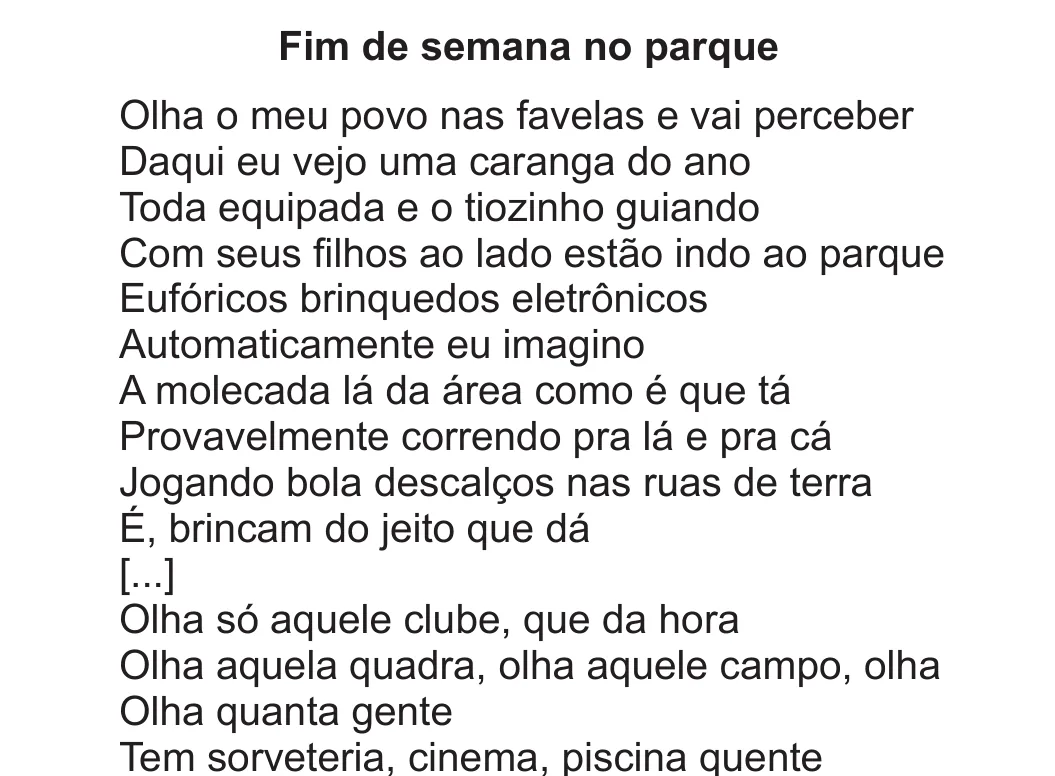 Fim de semana no parque
Olha o meu povo nas favelas e vai perceber
Daqui eu vejo uma caranga do ano
Toda equipada e o tiozinho guiando
Com seus filhos ao lado estão indo ao parque
Eufóricos brinquedos eletrônicos
Automaticamente eu imagino
A molecada lá da área como é que tá
Provavelmente correndo pra lá e pra cá
Jogando bola descalços nas ruas de terra
É, brincam do jeito que dá
[...]
Olha só aquele clube, que da hora
Olha aquela quadra, olha aquele campo, olha
Olha quanta gente
Tem sorveteria, cinema, piscina quente